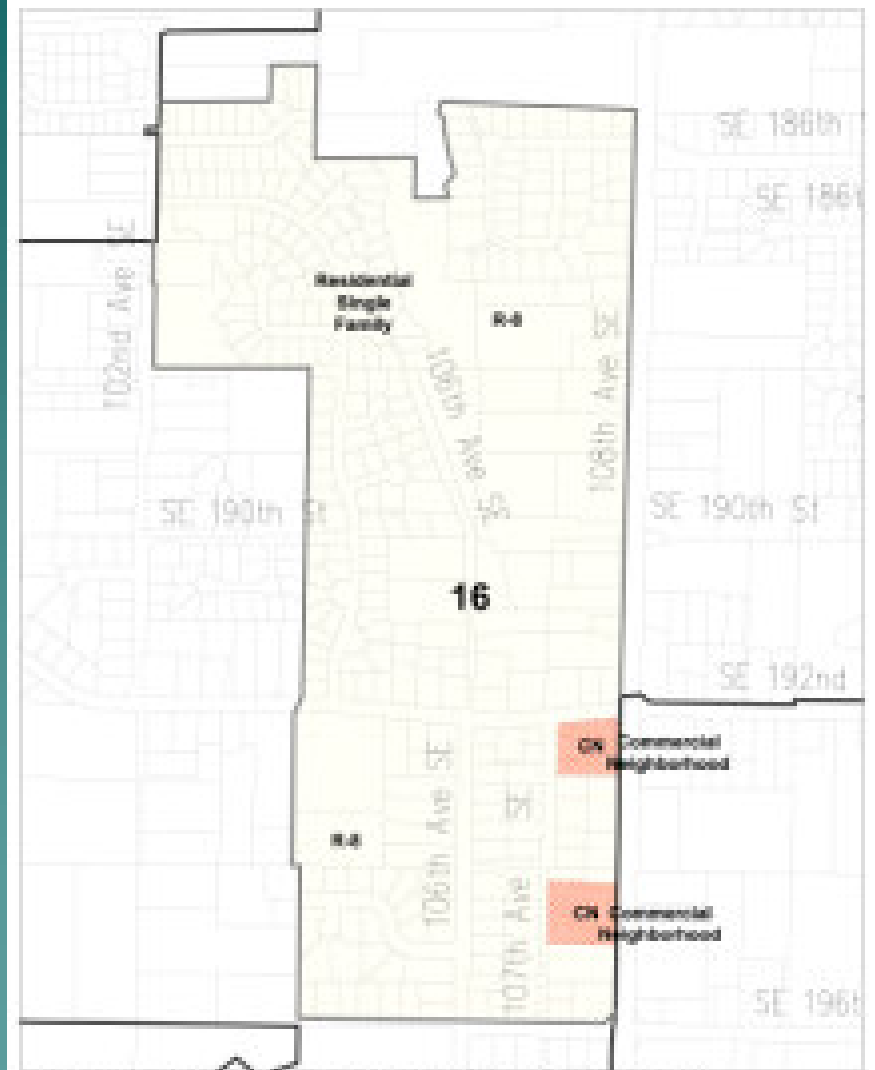 SE 186th
SE 186t
102nd Ave SE
Residential
Single
Family
R-8
106th Ave SE
108th Ave SE
SE 190th St
SE 190th St
16
SE 192nd
CN Commercial
Neighborhood
106th Ave SE
107th Ave SE
R-8
CN Commercial
Neighborhood
SE 196t